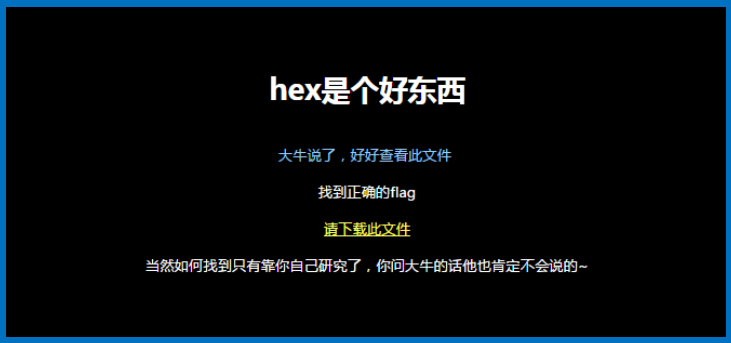 hex是个好东西
大牛说了，好好查看此文件
找到正确的flag
请下载此文件
当然如何找到只有靠你自己研究了，你问大牛的话他也肯定不会说的~